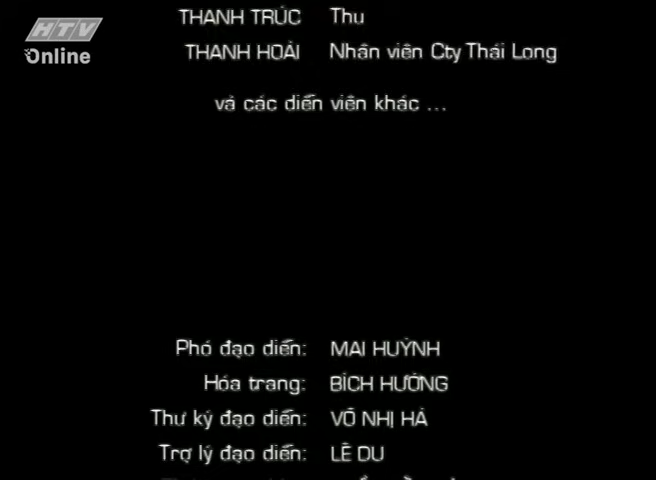 HTV
Online
THANH TRÚC Thu
THANH HOÀI Nhân viên Cty Thái Long
và các diễn viên khác ...
Phó đạo diễn: MAI HUỲNH
Hóa trang: BÍCH HƯỜNG
Thư ký đạo diễn: VÕ NHỊ HÀ
Trợ lý đạo diễn: LÊ DU